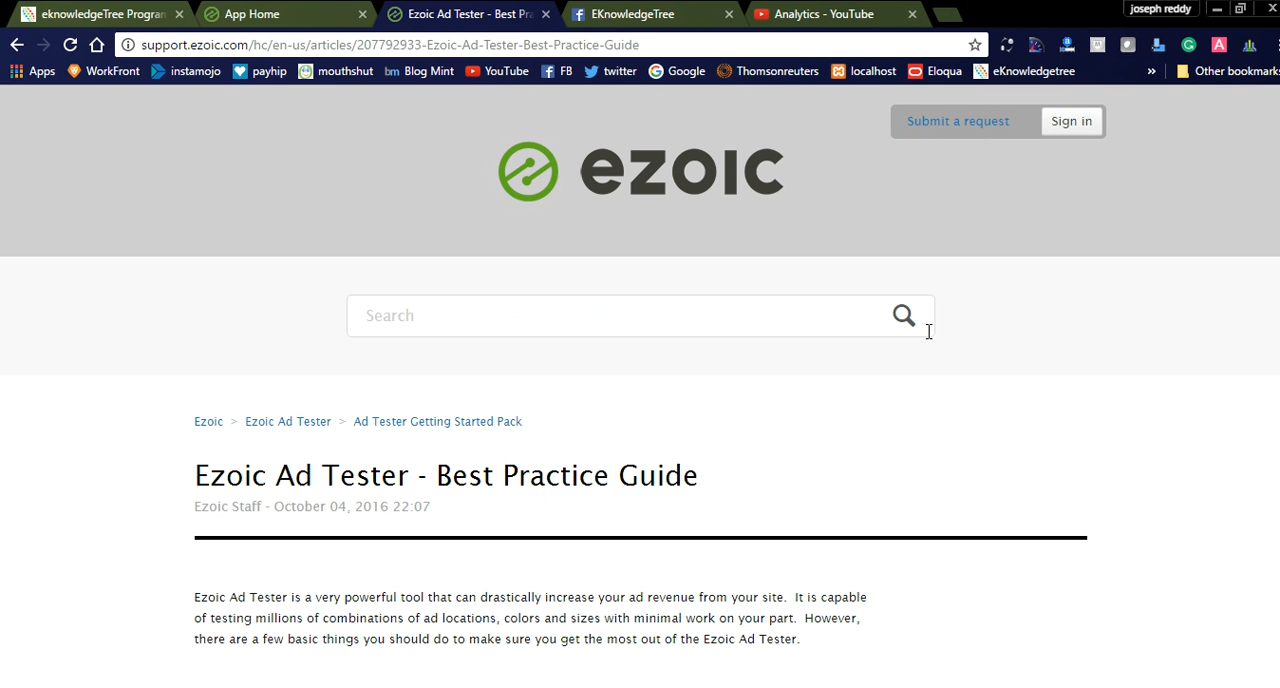 eknowledgeTree Program
App Home
Ezoic Ad Tester - Best Pr
EKnowledgeTree
Analytics - YouTube
joseph reddy
support.ezoic.com/hc/en-us/articles/207792933-Ezoic-Ad-Tester-Best-Practice-Guide
Apps
WorkFront
instamojo
payhip
mouthshut
bm Blog Mint
YouTube
FB
twitter
Google
Thomsonreuters
localhost
Eloqua
eKnowledgetree
»
Other bookmarks
Submit a request
Sign in
ezoic
Search
Ezoic > Ezoic Ad Tester > Ad Tester Getting Started Pack
Ezoic Ad Tester - Best Practice Guide
Ezoic Staff - October 04, 2016 22:07
Ezoic Ad Tester is a very powerful tool that can drastically increase your ad revenue from your site. It is capable
of testing millions of combinations of ad locations, colors and sizes with minimal work on your part. However,
there are a few basic things you should do to make sure you get the most out of the Ezoic Ad Tester.